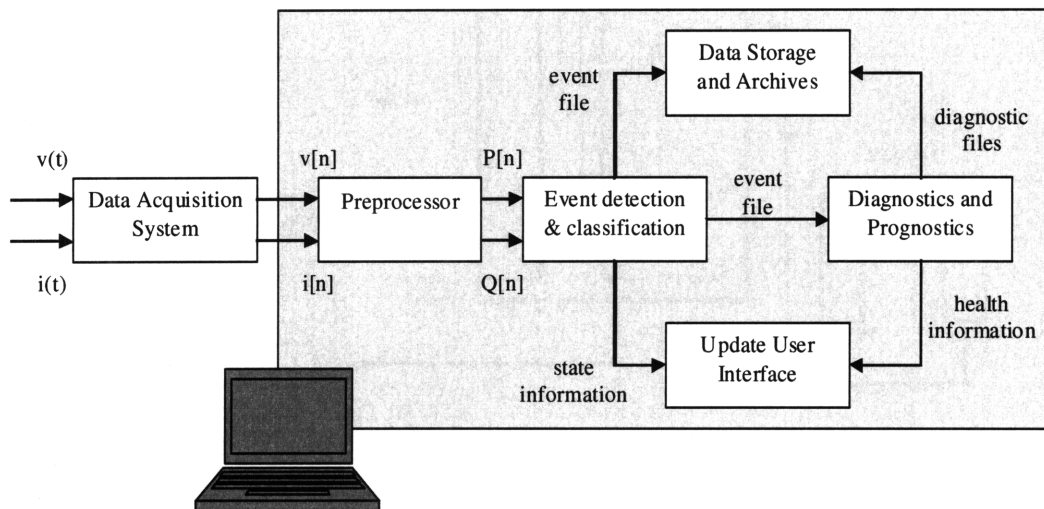 v(t)
i(t)
Data Acquisition
System
v[n]
i[n]
Preprocessor
P[n]
Q[n]
Event detection
& classification
event
file
Data Storage
and Archives
diagnostic
files
event
file
Diagnostics and
Prognostics
health
information
Update User
Interface
state
information